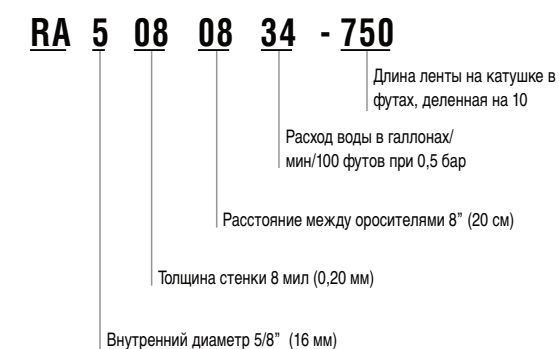 RA 5 08 08 34 - 750
Длина ленты на катушке в
футах, деленная на 10
Расход воды в галлонах/
мин/100 футов при 0,5 бар
Расстояние между оросителями 8” (20 см)
Толщина стенки 8 мил (0,20 мм)
Внутренний диаметр 5/8” (16 мм)